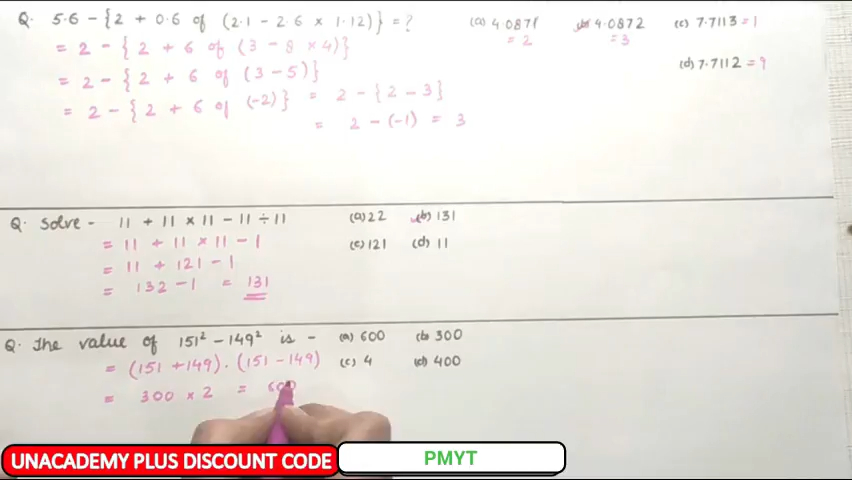 Q. 5.6 - {2 + 0.6 of (2.1 - 2.6 × 1.12)} = ? (a) 4.0871 (b) 4.0872 (c) 7.7113 = 1
= 2 = 3
= 2 - {2 + 6 of (3 - 8 × 4)}
(d) 7.7112 = 9
= 2 - {2 + 6 of (3 - 5)}
= 2 - {2 + 6 of (-2)} = 2 - {2 - 3}
= 2 - (-1) = 3
Q. Solve - 11 + 11 × 11 - 11 ÷ 11 (a) 22 (b) 131
= 11 + 11 × 11 - 1 (c) 121 (d) 11
= 11 + 121 - 1
= 132 - 1 = 131
Q. The value of 151² - 149² is - (a) 600 (b) 300
= (151 + 149) . (151 - 149) (c) 4 (d) 400
= 300 × 2 = 600
UNACADEMY PLUS DISCOUNT CODE PMYT